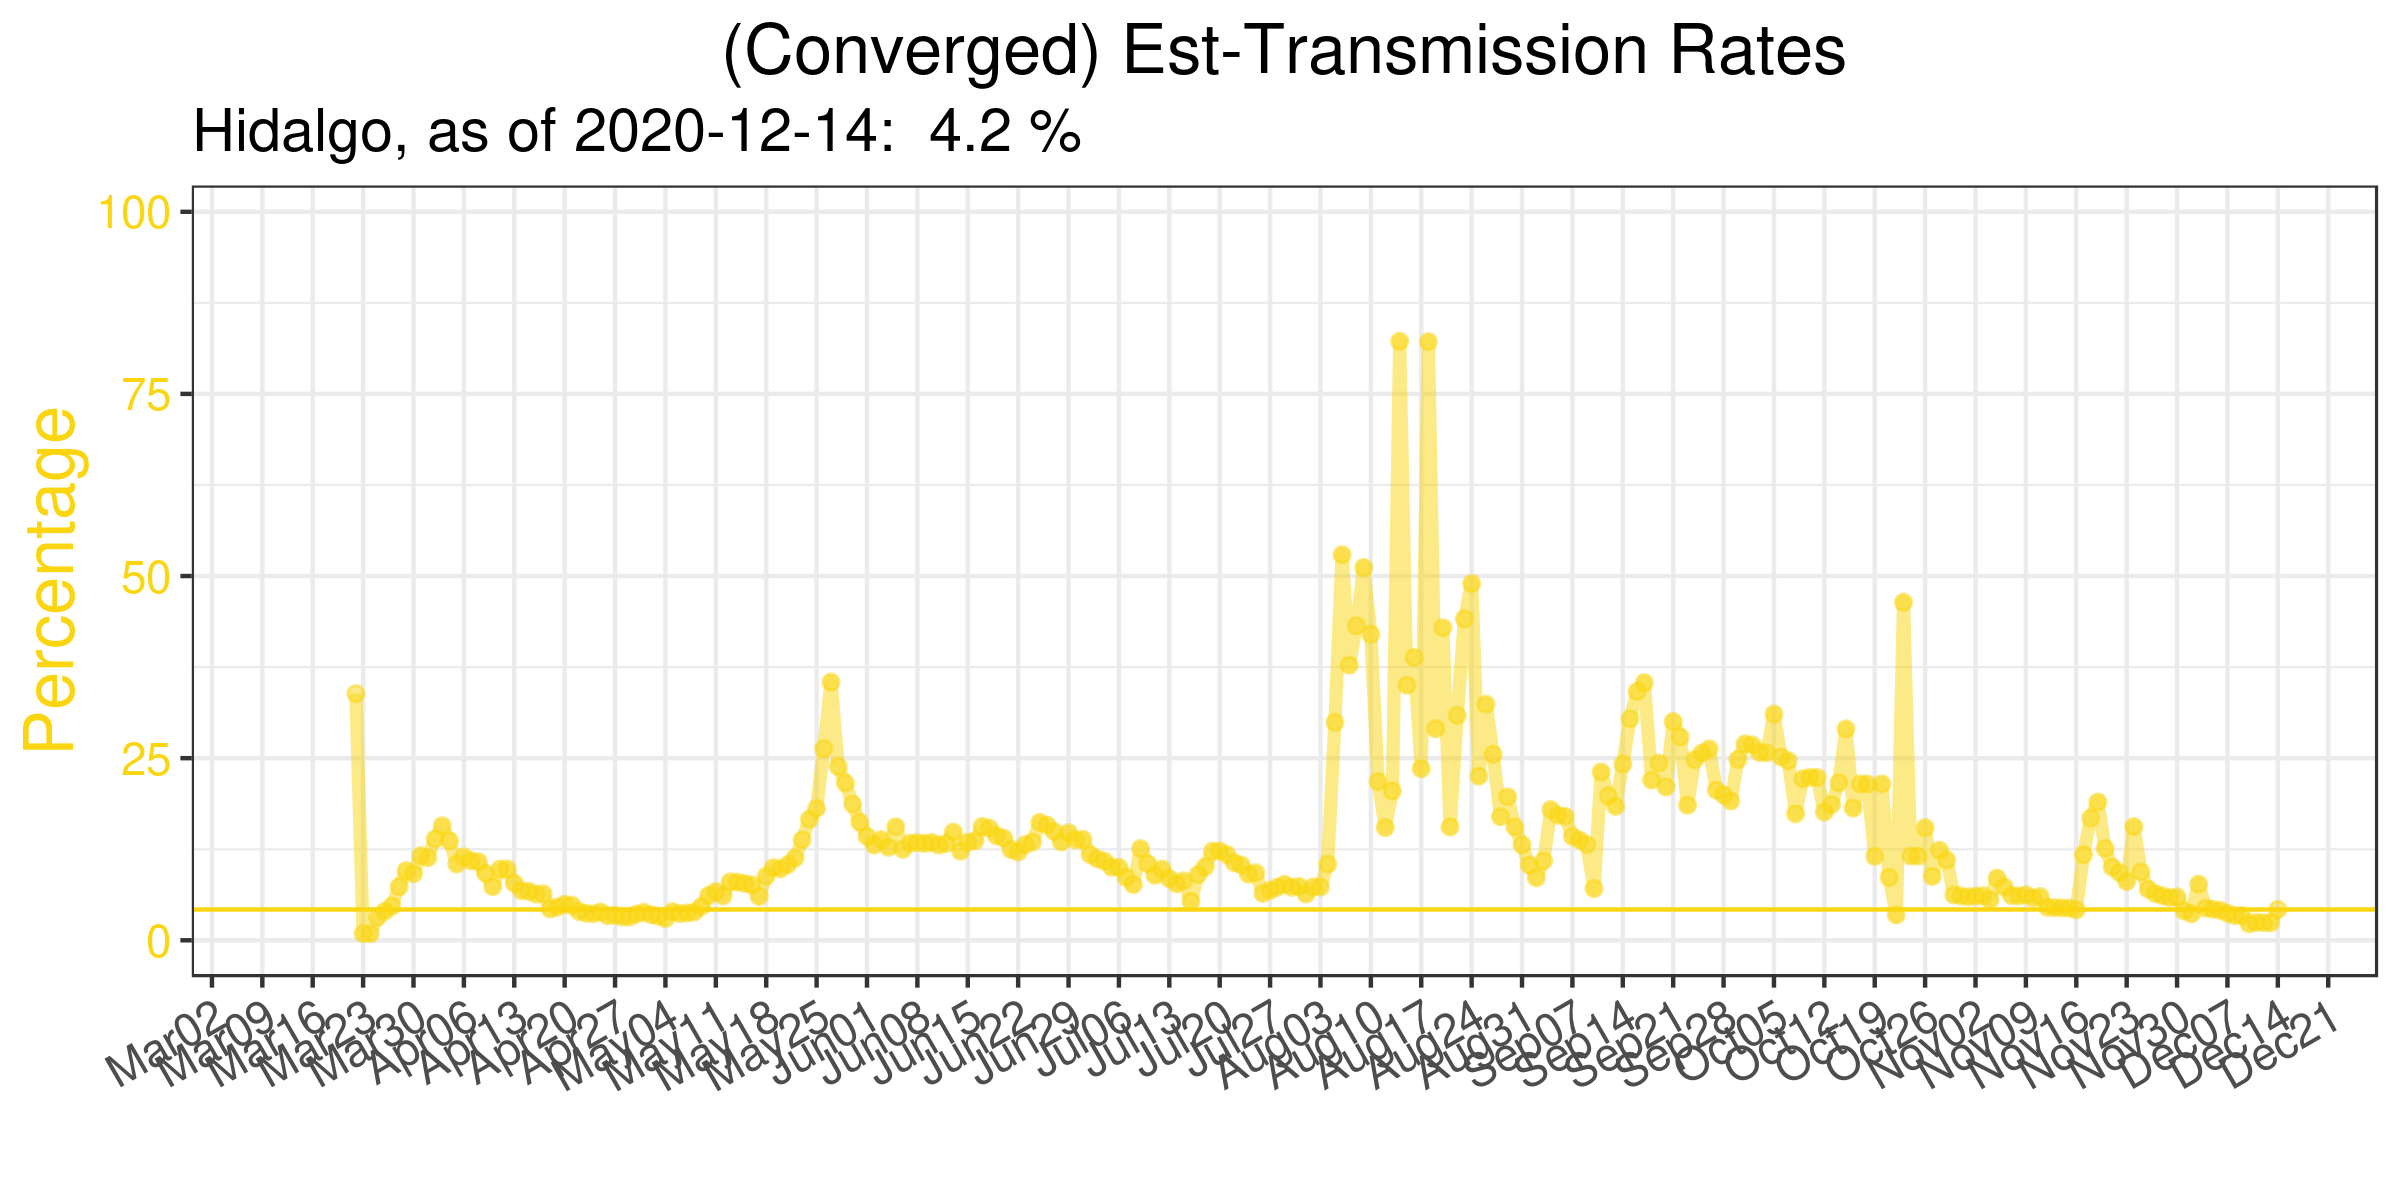 (Converged) Est-Transmission Rates
Hidalgo, as of 2020-12-14: 4.2 %
Percentage
100
75
50
25
0
Mar02
Mar09
Mar16
Mar23
Mar30
Apr06
Apr13
Apr20
Apr27
May04
May11
May18
May25
Jun01
Jun08
Jun15
Jun22
Jun29
Jul06
Jul13
Jul20
Jul27
Aug03
Aug10
Aug17
Aug24
Aug31
Sep07
Sep14
Sep21
Sep28
Oct05
Oct12
Oct19
Oct26
Nov02
Nov09
Nov16
Nov23
Nov30
Dec07
Dec14
Dec21